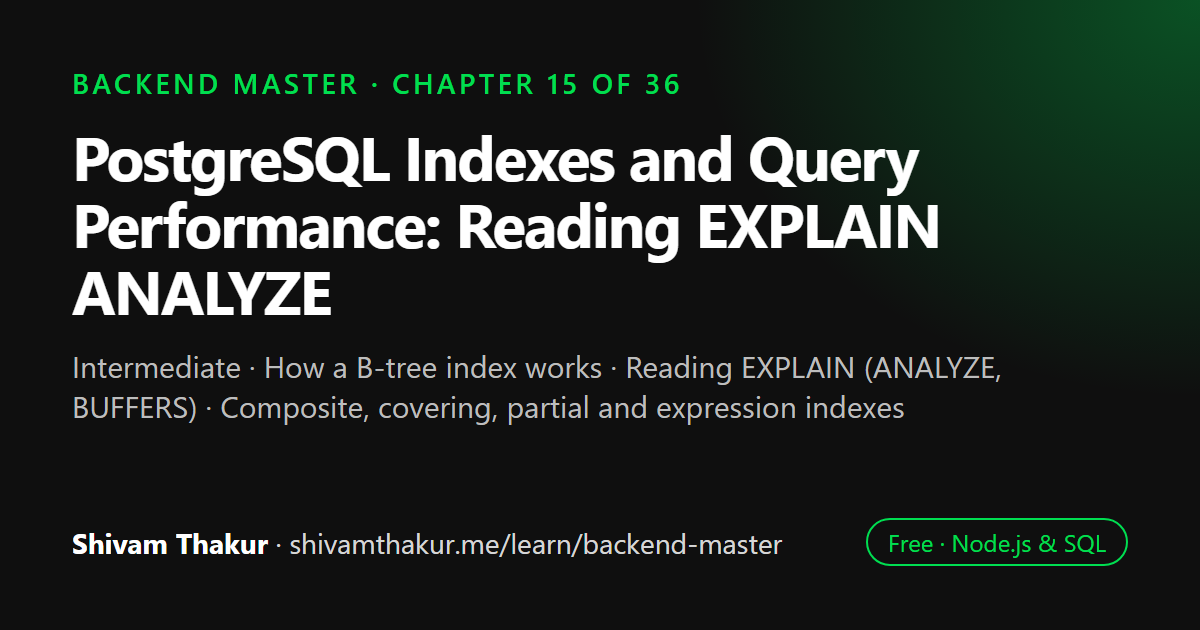 BACKEND MASTER · CHAPTER 15 OF 36
PostgreSQL Indexes and Query
Performance: Reading EXPLAIN
ANALYZE
Intermediate · How a B-tree index works · Reading EXPLAIN (ANALYZE,
BUFFERS) · Composite, covering, partial and expression indexes
Shivam Thakur · shivamthakur.me/learn/backend-master
Free · Node.js & SQL